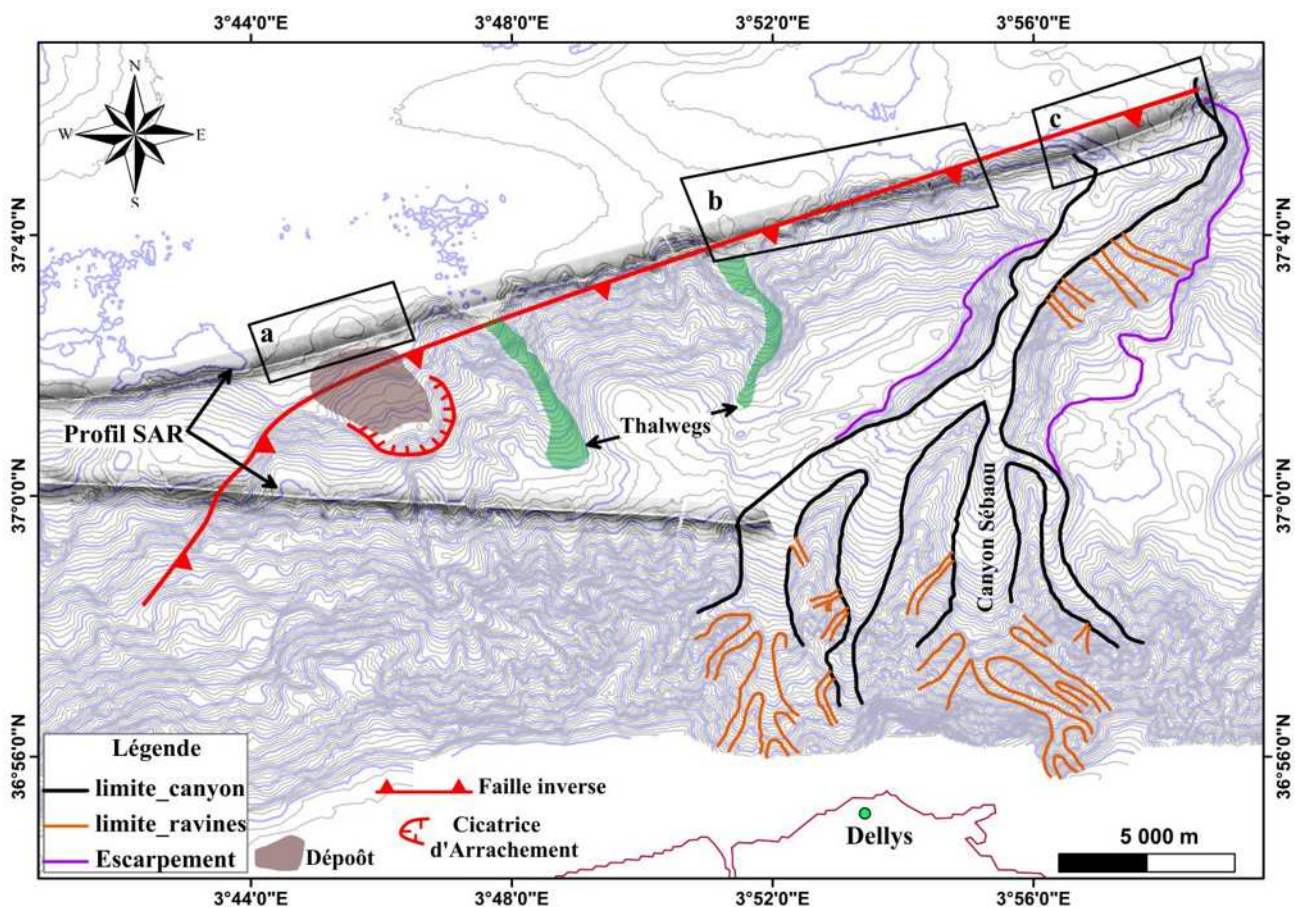 3°44'0"E
3°48'0"E
3°52'0"E
3°56'0"E
N
W
E
S
c
b
a
37°4'0"N
37°4'0"N
Profil SAR
Thalwegs
37°0'0"N
37°0'0"N
Canyon Sébaou
36°56'0"N
36°56'0"N
Légende
limite_canyon
limite_ravines
Escarpement
Faille inverse
Cicatrice
d'Arrachement
Dépoôt
Dellys
5 000 m
3°44'0"E
3°48'0"E
3°52'0"E
3°56'0"E